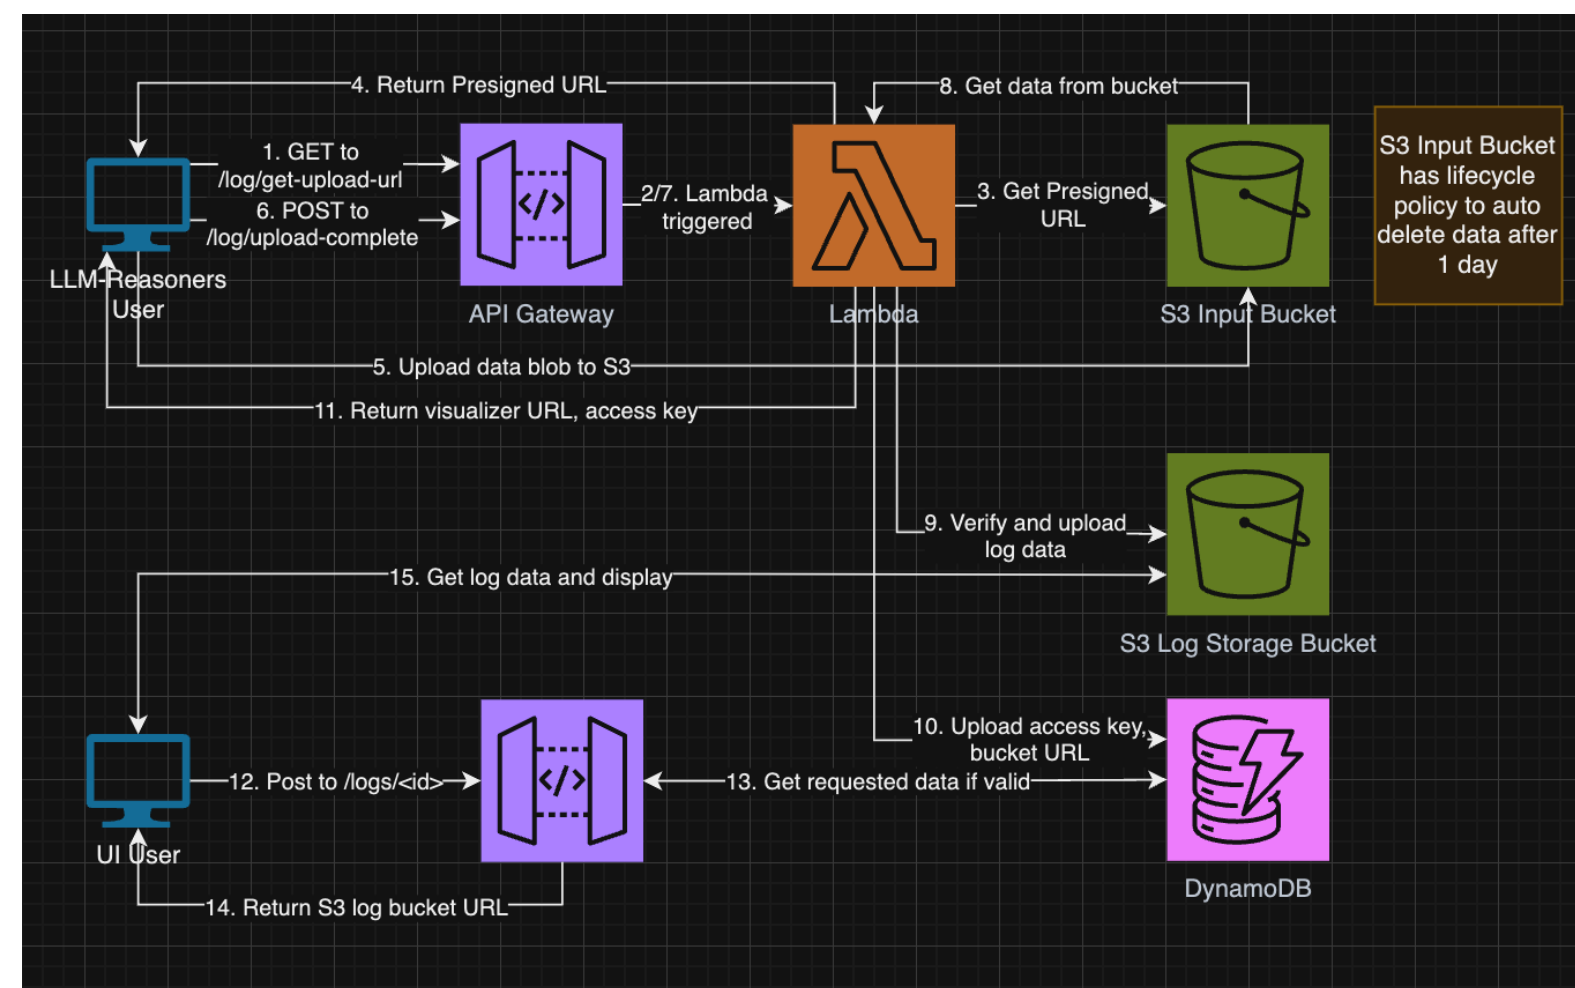 4. Return Presigned URL
8. Get data from bucket
1. GET to
/log/get-upload-url
6. POST to
/log/upload-complete
2/7. Lambda
triggered
3. Get Presigned
URL
S3 Input Bucket
has lifecycle
policy to auto
delete data after
1 day
LLM-Reasoners
User
API Gateway
Lambda
S3 Input Bucket
5. Upload data blob to S3
11. Return visualizer URL, access key
9. Verify and upload
log data
15. Get log data and display
S3 Log Storage Bucket
10. Upload access key,
bucket URL
12. Post to /logs/<id>
13. Get requested data if valid
UI User
DynamoDB
14. Return S3 log bucket URL